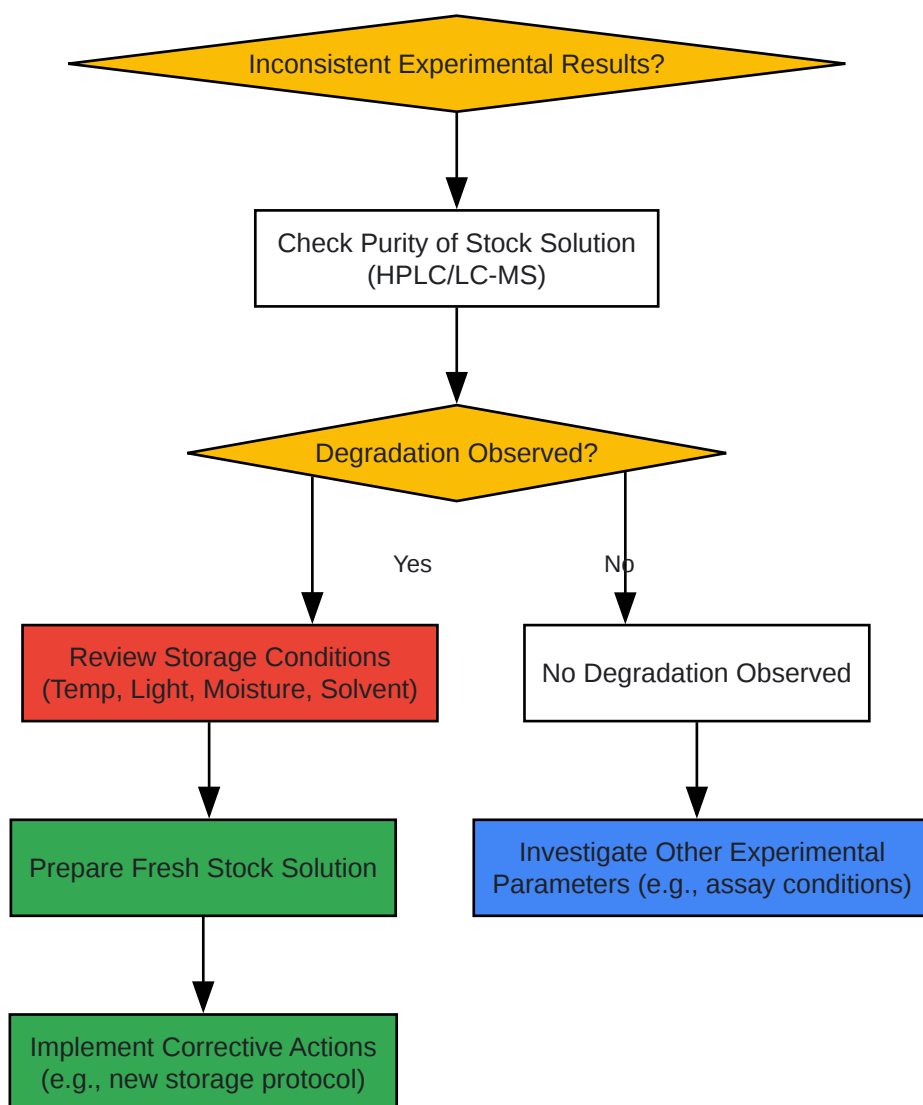 Inconsistent Experimental Results?
Check Purity of Stock Solution
(HPLC/LC-MS)
Degradation Observed?
Yes
No
Review Storage Conditions
(Temp, Light, Moisture, Solvent)
No Degradation Observed
Prepare Fresh Stock Solution
Investigate Other Experimental
Parameters (e.g., assay conditions)
Implement Corrective Actions
(e.g., new storage protocol)